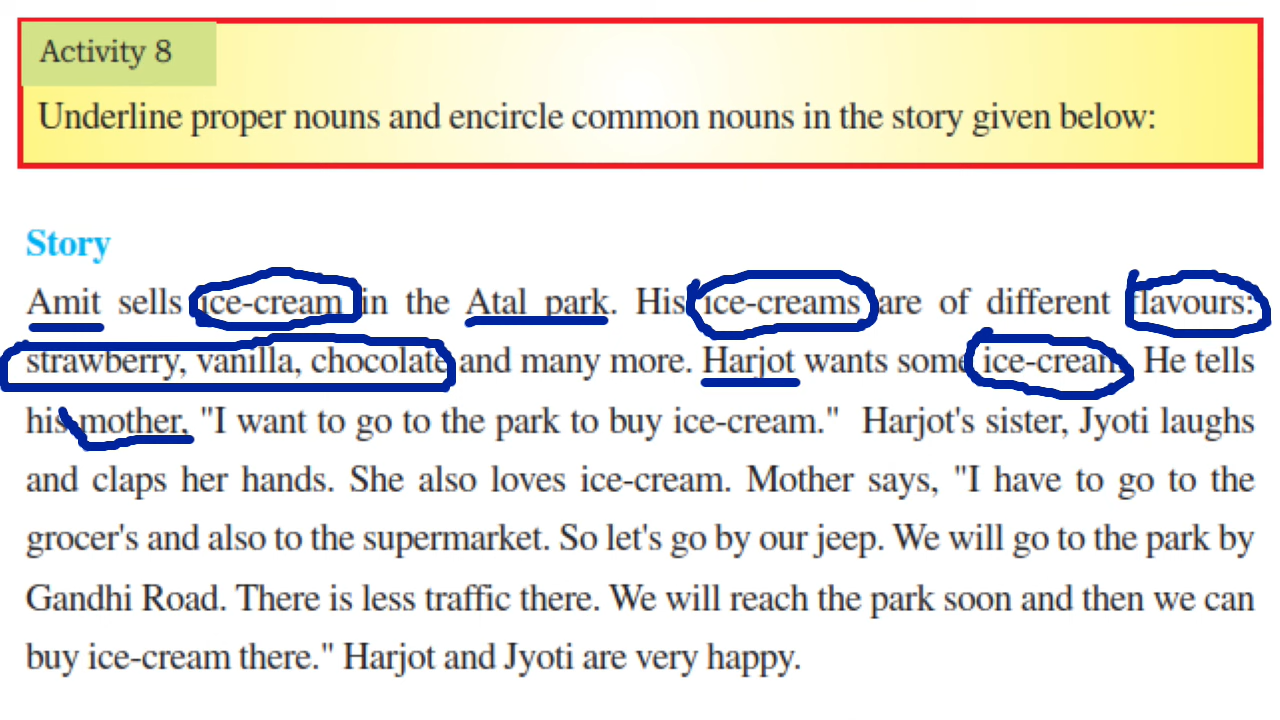 Activity 8
Underline proper nouns and encircle common nouns in the story given below:
Story
Amit sells ice-cream in the Atal park. His ice-creams are of different flavours:
strawberry, vanilla, chocolate and many more. Harjot wants some ice-cream. He tells
his mother, "I want to go to the park to buy ice-cream." Harjot's sister, Jyoti laughs
and claps her hands. She also loves ice-cream. Mother says, "I have to go to the
grocer's and also to the supermarket. So let's go by our jeep. We will go to the park by
Gandhi Road. There is less traffic there. We will reach the park soon and then we can
buy ice-cream there." Harjot and Jyoti are very happy.